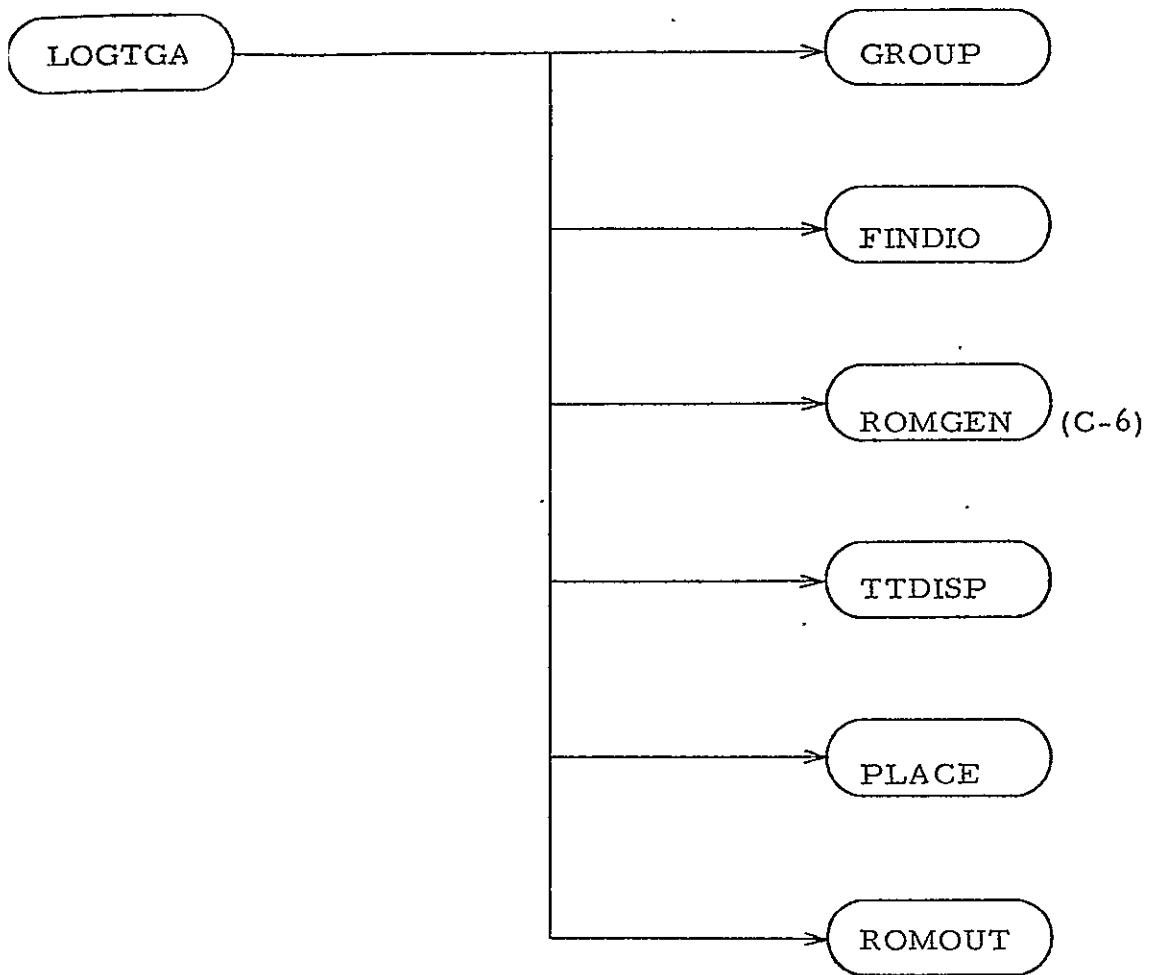 LOGTGA
GROUP
FINDIO
ROMGEN (C-6)
TTDISP
PLACE
ROMOUT